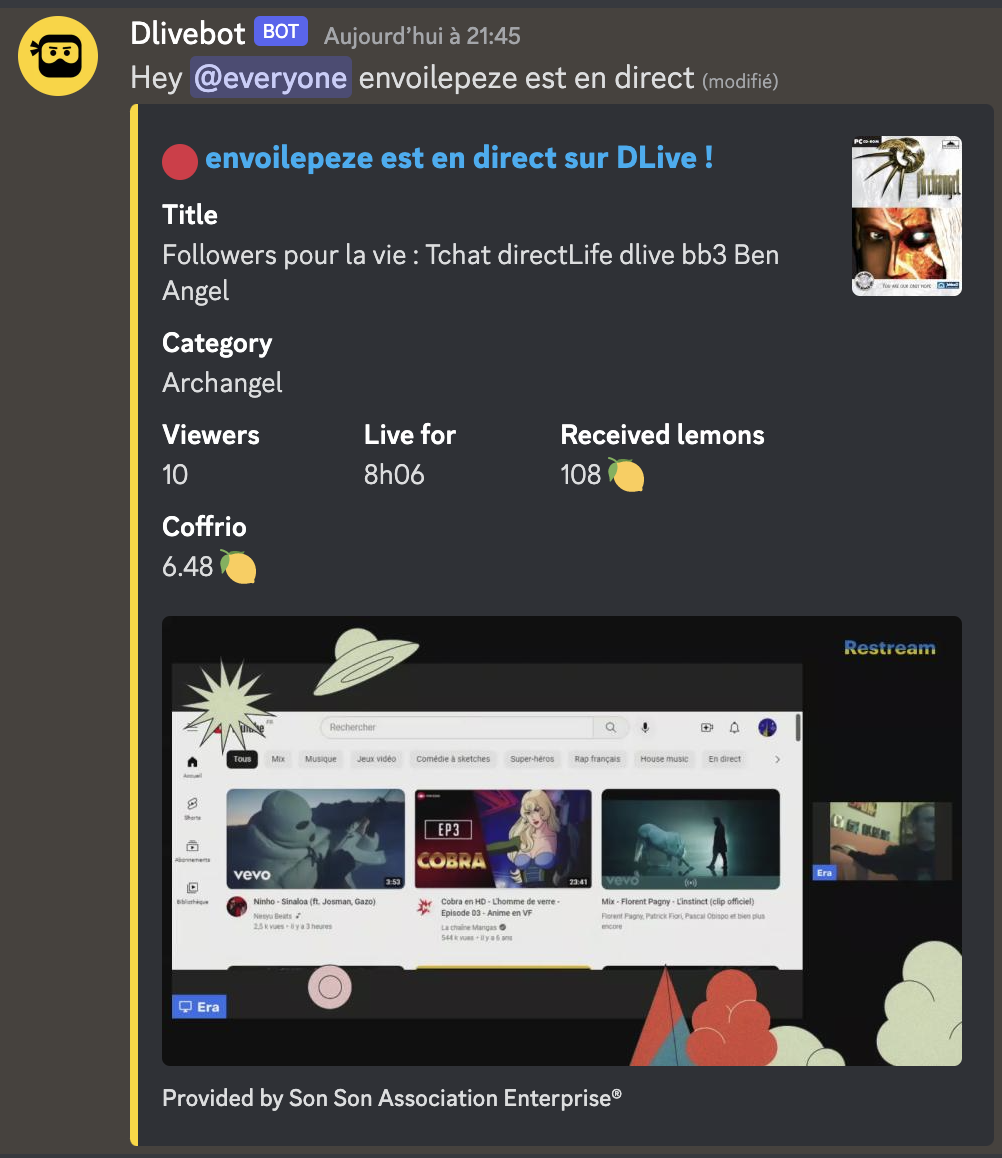 Dlivebot BOT Aujourd'hui à 21:45
Hey @everyone envoilepeze est en direct (modifié)
envoilepeze est en direct sur DLive !
PC CD-ROM
Archangel
Title
Followers pour la vie : Tchat directLife dlive bb3 Ben
Angel
Category
Archangel
Viewers Live for Received lemons
10 8h06 108
Coffrio
6.48
Restream
FR
Rechercher
Tous Mix Musique Jeux vidéo Comédie à sketches Super-héros Rap français House music En direct
Accueil
Shorts
Abonnements
Bibliothèque
vevo 3:53
EP3
COBRA
23:41
vevo
Era
Ninho - Sinaloa (ft. Josman, Gazo)
Nesyu Beats
2,5 k vues • il y a 3 heures
Cobra en HD - L'homme de verre -
Episode 03 - Anime en VF
La chaîne Mangas
544 k vues • il y a 6 ans
Mix - Florent Pagny - L'instinct (clip officiel)
Florent Pagny, Patrick Fiori, Pascal Obispo et bien plus
encore
Era
Provided by Son Son Association Enterprise®